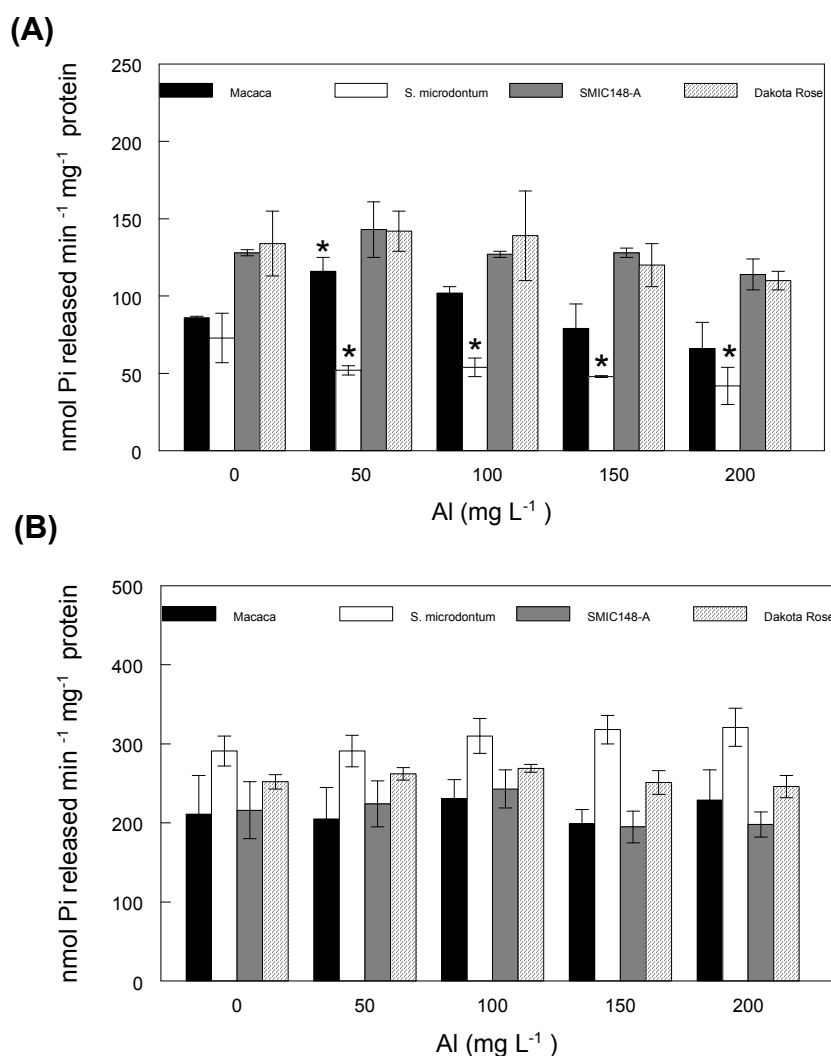 (A)
nmol Pi released min -1 mg-1 protein
250
200
150
100
50
0
Macaca S. microdontum SMIC148-A Dakota Rose
* * * * *
0 50 100 150 200
Al (mg L-1 )
(B)
nmol Pi released min -1 mg-1 protein
500
400
300
200
100
0
Macaca S. microdontum SMIC148-A Dakota Rose
0 50 100 150 200
Al (mg L-1 )